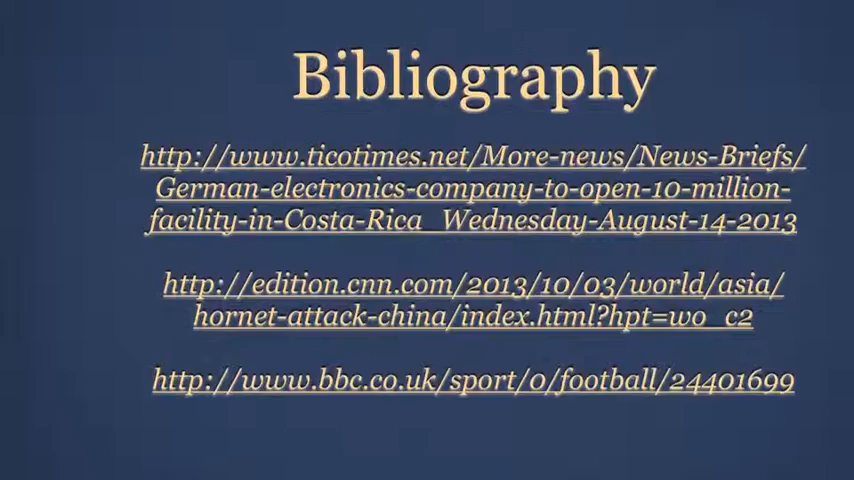 Bibliography
http://www.ticotimes.net/More-news/News-Briefs/
German-electronics-company-to-open-10-million-
facility-in-Costa-Rica_Wednesday-August-14-2013
http://edition.cnn.com/2013/10/03/world/asia/
hornet-attack-china/index.html?hpt=wo_c2
http://www.bbc.co.uk/sport/0/football/24401699